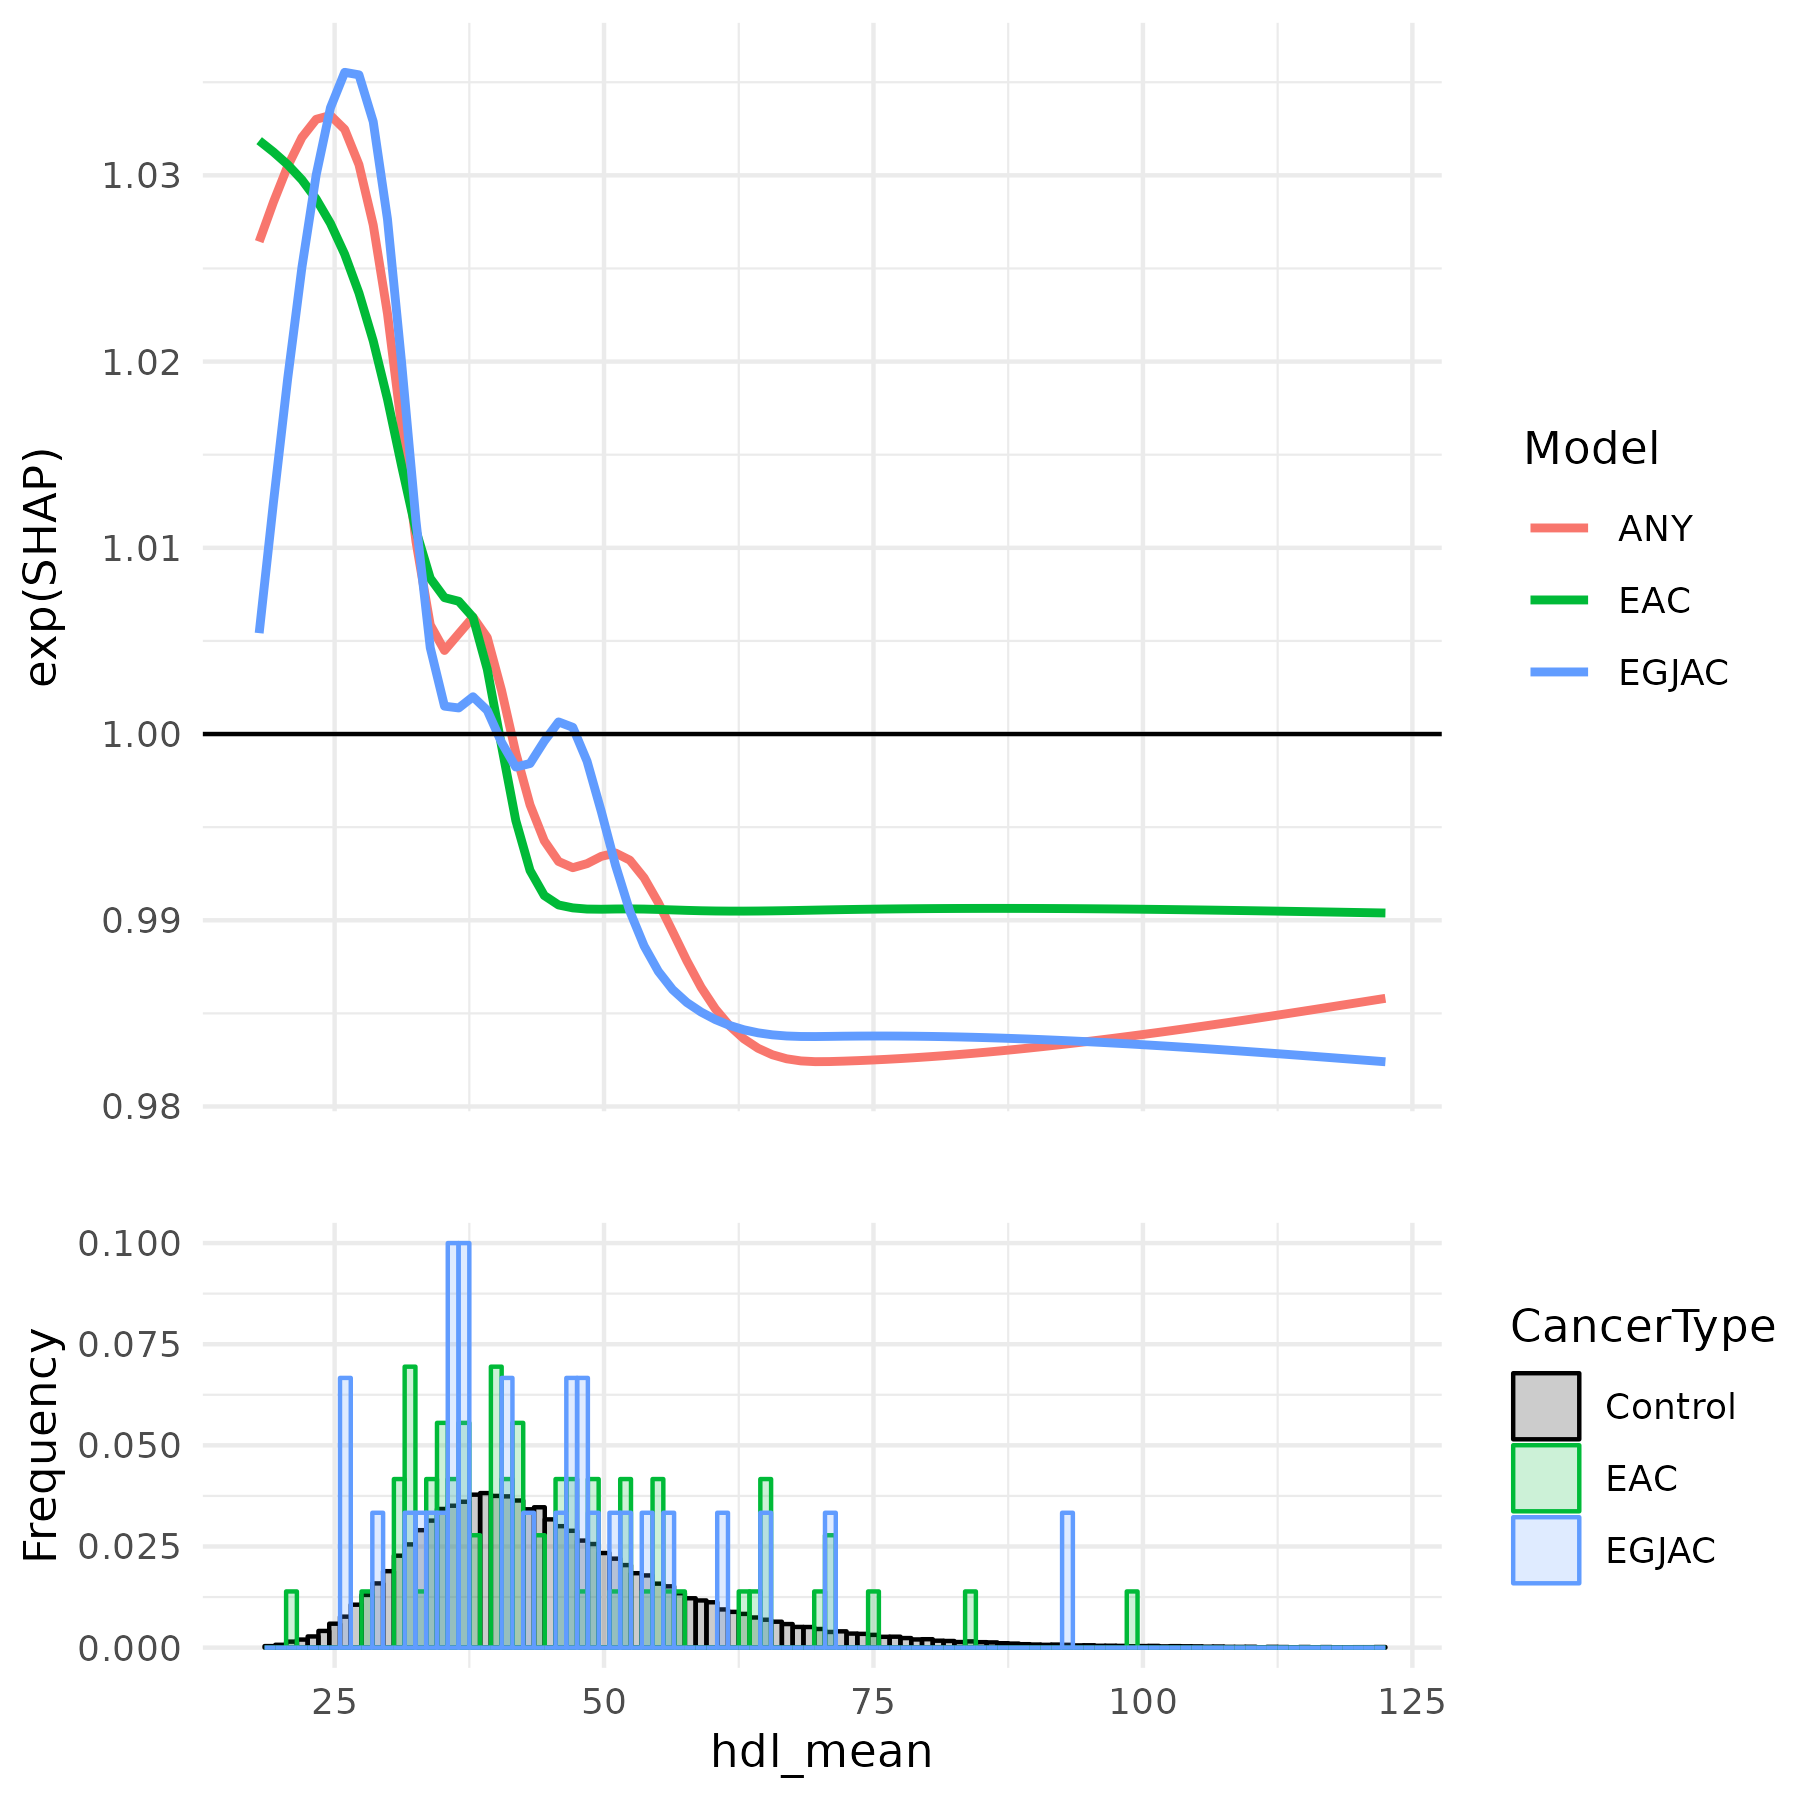 exp(SHAP)
1.03
1.02
1.01
1.00
0.99
0.98
Model
ANY
EAC
EGJAC
Frequency
0.100
0.075
0.050
0.025
0.000
25 50 75 100 125
hdl_mean
CancerType
Control
EAC
EGJAC